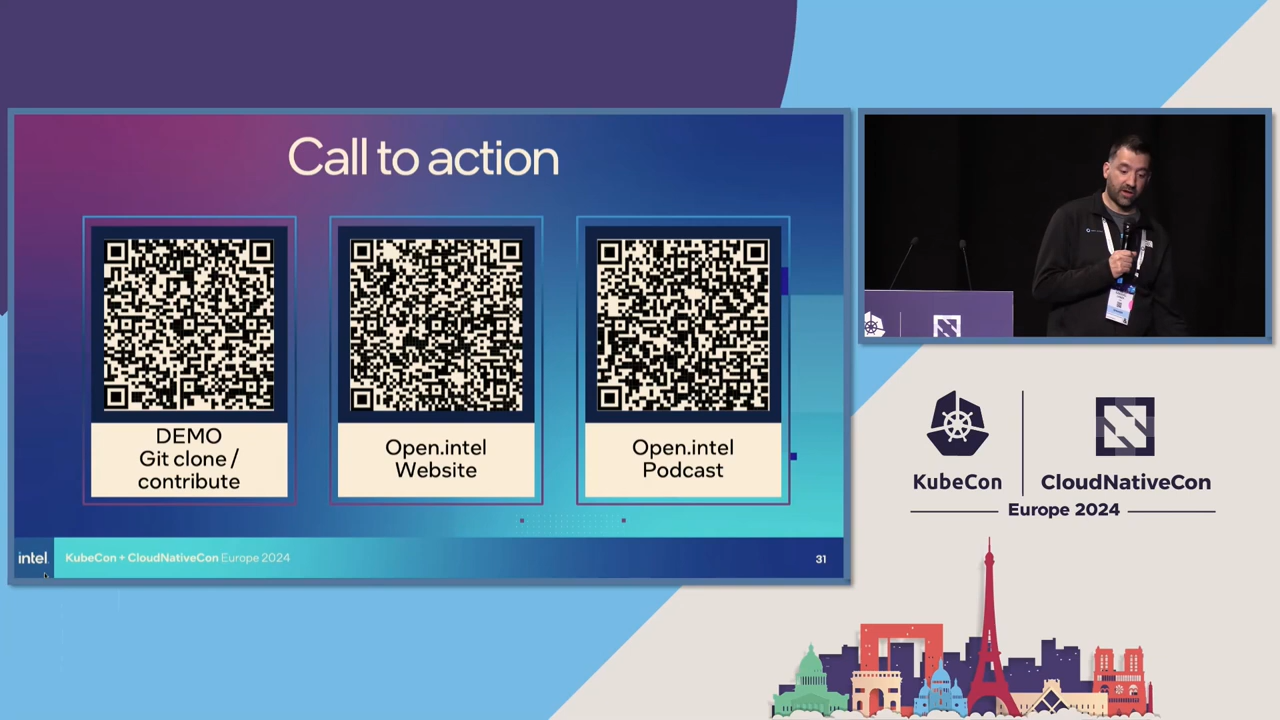 Call to action
DEMO
Git clone /
contribute
Open.intel
Website
Open.intel
Podcast
intel
KubeCon + CloudNativeCon Europe 2024
31
KubeCon
CloudNativeCon
Europe 2024